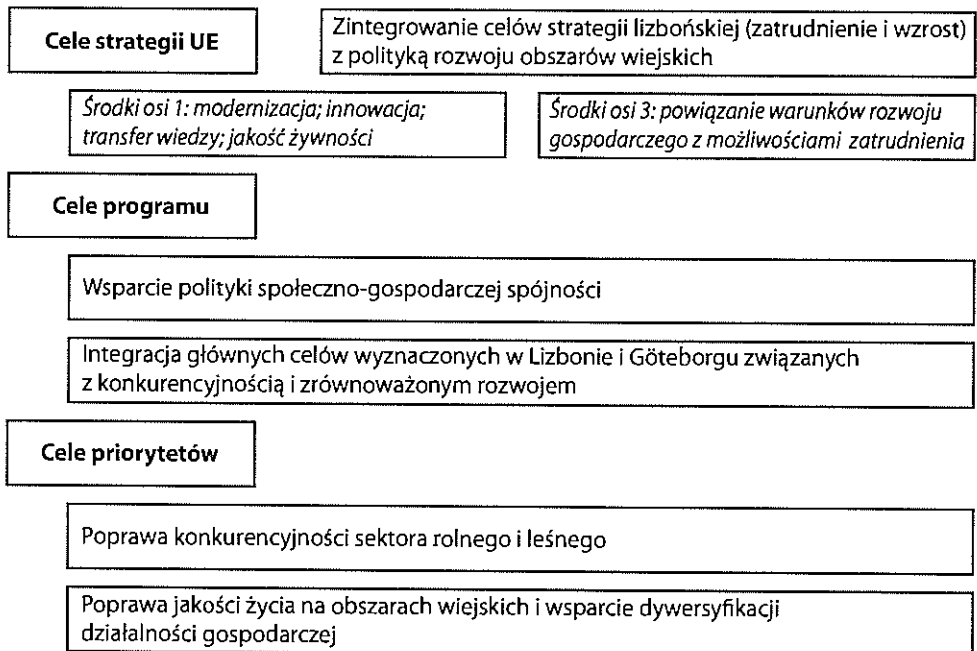 Cele strategii UE
Zintegrowanie celów strategii lizbońskiej (zatrudnienie i wzrost)
z polityką rozwoju obszarów wiejskich
Środki osi 1: modernizacja; innowacja;
transfer wiedzy; jakość żywności
Środki osi 3: powiązanie warunków rozwoju
gospodarczego z możliwościami zatrudnienia
Cele programu
Wsparcie polityki społeczno-gospodarczej spójności
Integracja głównych celów wyznaczonych w Lizbonie i Göteborgu związanych
z konkurencyjnością i zrównoważonym rozwojem
Cele priorytetów
Poprawa konkurencyjności sektora rolnego i leśnego
Poprawa jakości życia na obszarach wiejskich i wsparcie dywersyfikacji
działalności gospodarczej